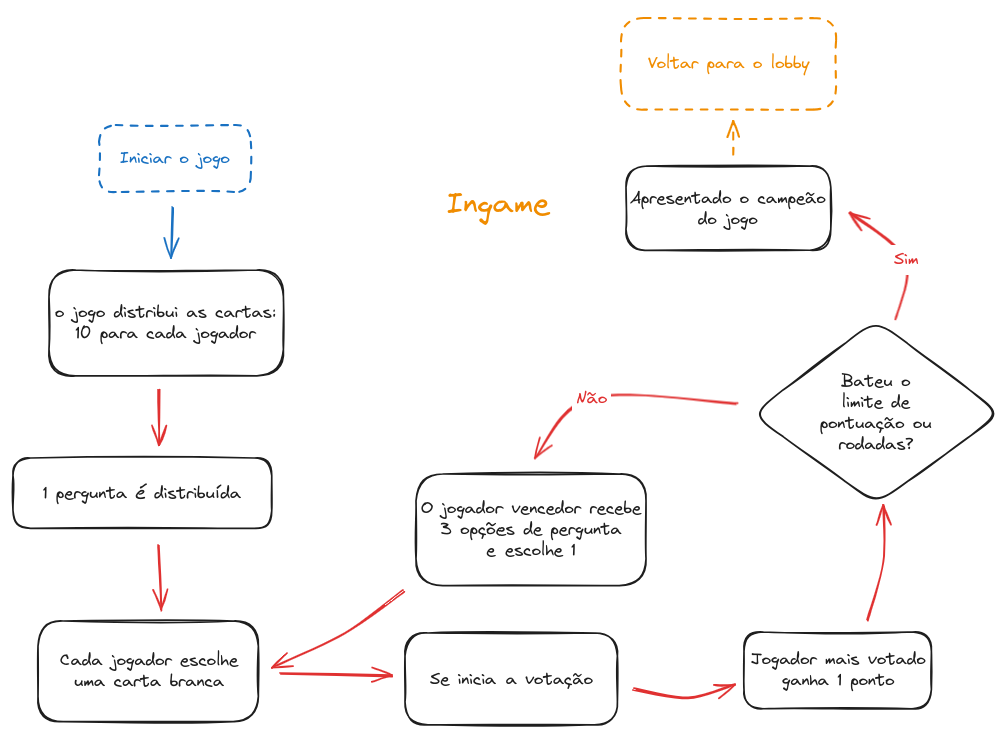 Iniciar o jogo
o jogo distribui as cartas:
10 para cada jogador
1 pergunta é distribuída
Cada jogador escolhe
uma carta branca
Se inicia a votação
Jogador mais votado
ganha 1 ponto
Bateu o
limite de
pontuação ou
rodadas?
Não
O jogador vencedor recebe
3 opções de pergunta
e escolhe 1
Sim
Apresentado o campeão
do jogo
Voltar para o lobby
Ingame